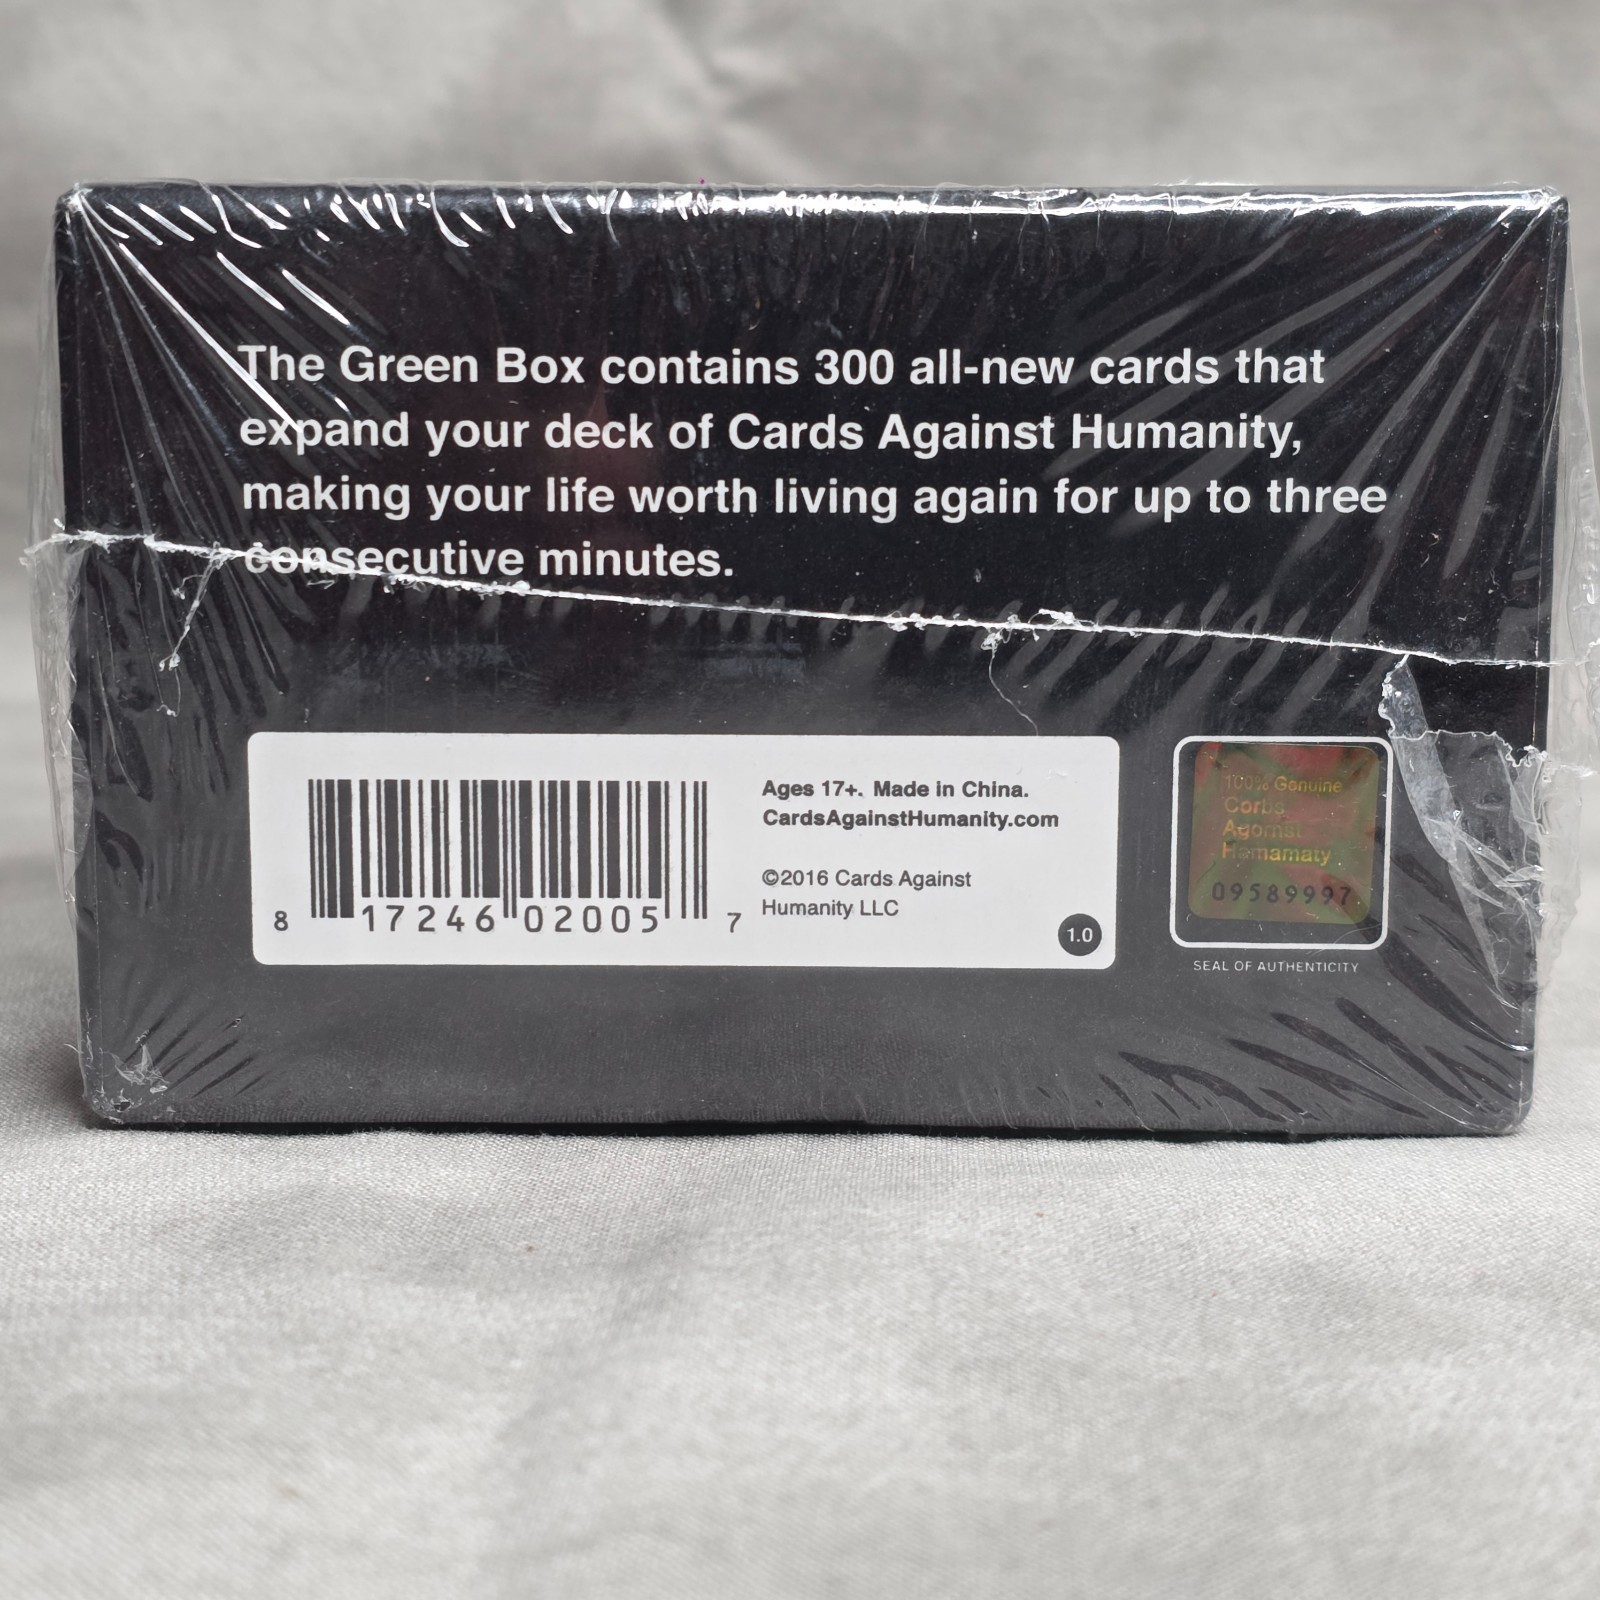 The Green Box contains 300 all-new cards that
expand your deck of Cards Against Humanity,
making your life worth living again for up to three
consecutive minutes.
8 17246 02005 7
Ages 17+. Made in China.
CardsAgainstHumanity.com
©2016 Cards Against
Humanity LLC
1.0
100% Genuine
Corbs
Agornst
Homamaty
09589997
SEAL OF AUTHENTICITY